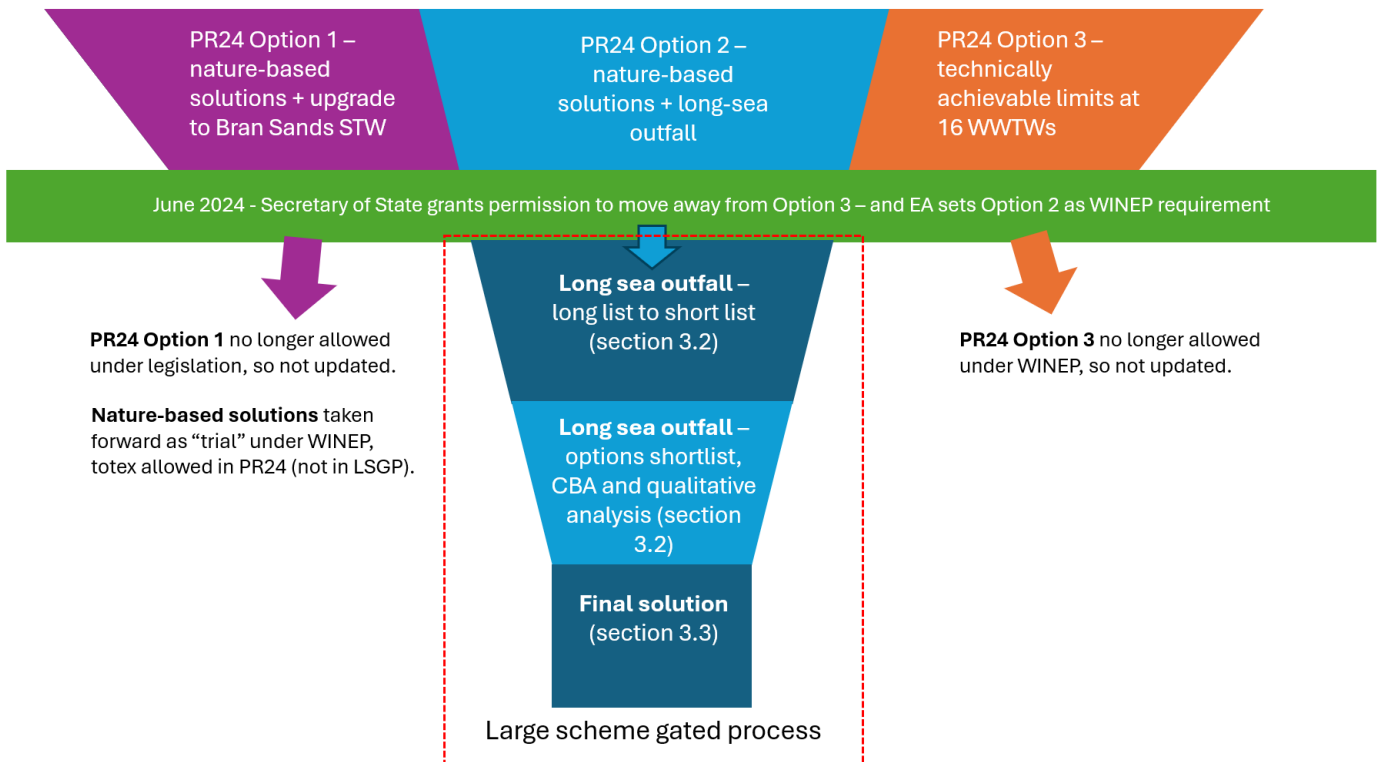 PR24 Option 1 –
nature-based
solutions + upgrade
to Bran Sands STW
PR24 Option 2 –
nature-based
solutions + long-sea
outfall
PR24 Option 3 –
technically
achievable limits at
16 WWTWs
June 2024 - Secretary of State grants permission to move away from Option 3 – and EA sets Option 2 as WINEP requirement
PR24 Option 1 no longer allowed
under legislation, so not updated.
Nature-based solutions taken
forward as “trial” under WINEP,
totex allowed in PR24 (not in LSGP).
Long sea outfall –
long list to short list
(section 3.2)
Long sea outfall –
options shortlist,
CBA and qualitative
analysis (section
3.2)
Final solution
(section 3.3)
Large scheme gated process
PR24 Option 3 no longer allowed
under WINEP, so not updated.